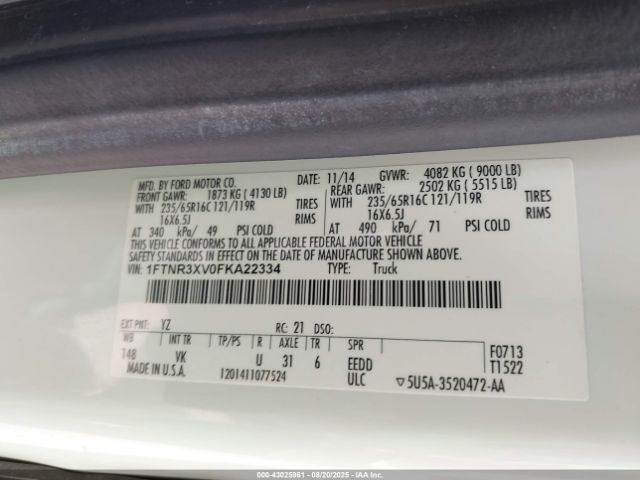 MFD. BY FORD MOTOR CO. DATE: 11/14 GVWR: 4082 KG ( 9000 LB)
FRONT GAWR: 1873 KG ( 4130 LB) REAR GAWR: 2502 KG ( 5515 LB)
WITH 235/65R16C 121/119R TIRES WITH 235/65R16C 121/119R TIRES
16X6.5J RIMS 16X6.5J RIMS
AT 340 kPa/ 49 PSI COLD AT 490 kPa/ 71 PSI COLD
THIS VEHICLE CONFORMS TO ALL APPLICABLE FEDERAL MOTOR VEHICLE
SAFETY STANDARDS IN EFFECT ON THE DATE OF MANUFACTURE SHOWN ABOVE.
VIN: 1FTNR3XV0FKA22334 TYPE: Truck
EXT PNT: YZ RC: 21 DSO:
WB INT TR TP/PS R AXLE TR SPR F0713
148 VK U 31 6 EEDD T1522
MADE IN U.S.A. 1201411077524 ULC ▽5U5A-3520472-AA
000-43025961 - 08/20/2025 - IAAI.COM